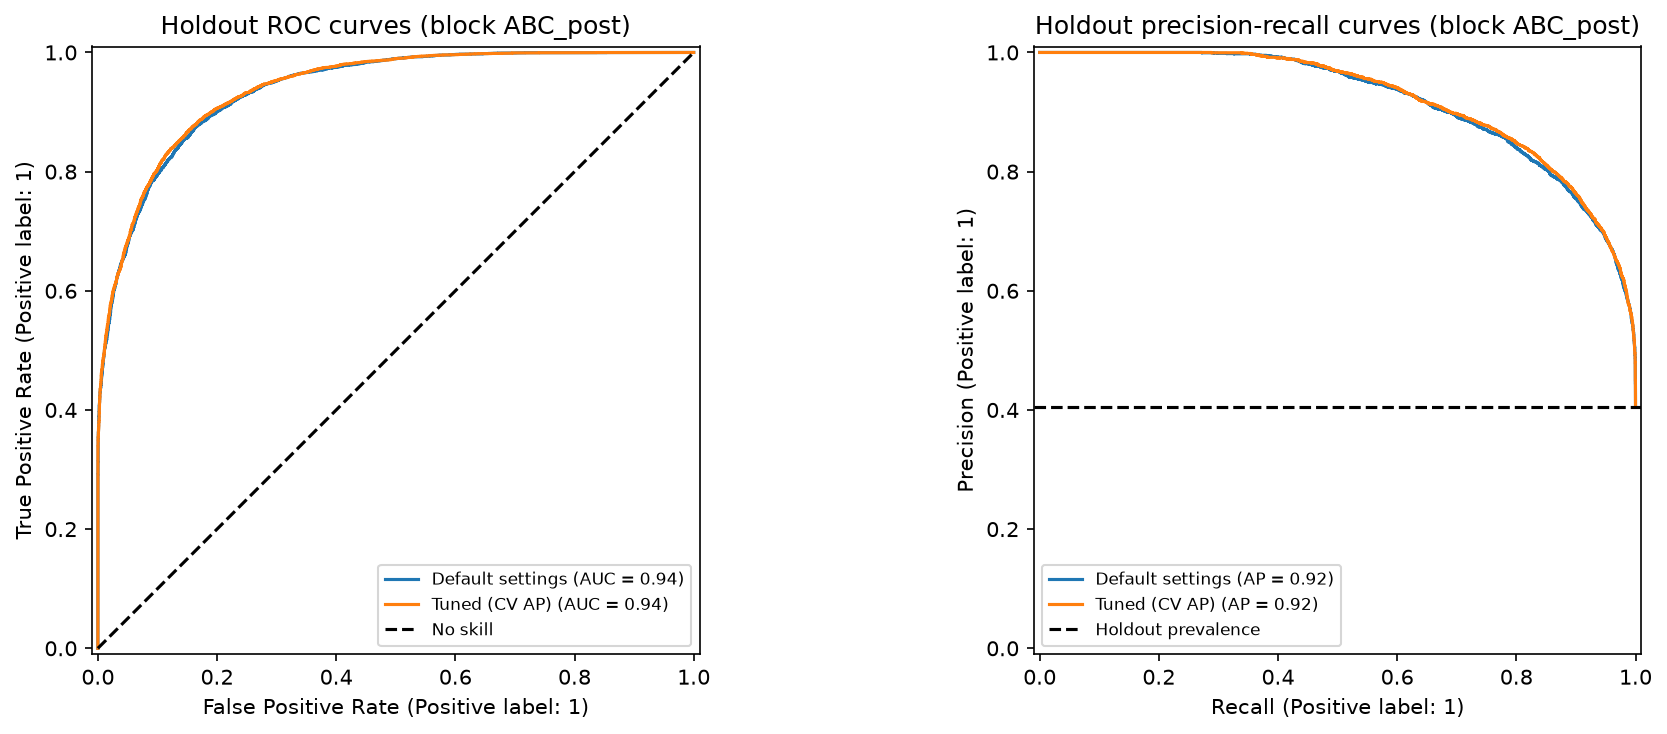 Holdout ROC curves (block ABC_post)
1.0
0.8
0.6
0.4
0.2
0.0
True Positive Rate (Positive label: 1)
0.0 0.2 0.4 0.6 0.8 1.0
False Positive Rate (Positive label: 1)
Default settings (AUC = 0.94)
Tuned (CV AP) (AUC = 0.94)
No skill
Holdout precision-recall curves (block ABC_post)
1.0
0.8
0.6
0.4
0.2
0.0
Precision (Positive label: 1)
0.0 0.2 0.4 0.6 0.8 1.0
Recall (Positive label: 1)
Default settings (AP = 0.92)
Tuned (CV AP) (AP = 0.92)
Holdout prevalence